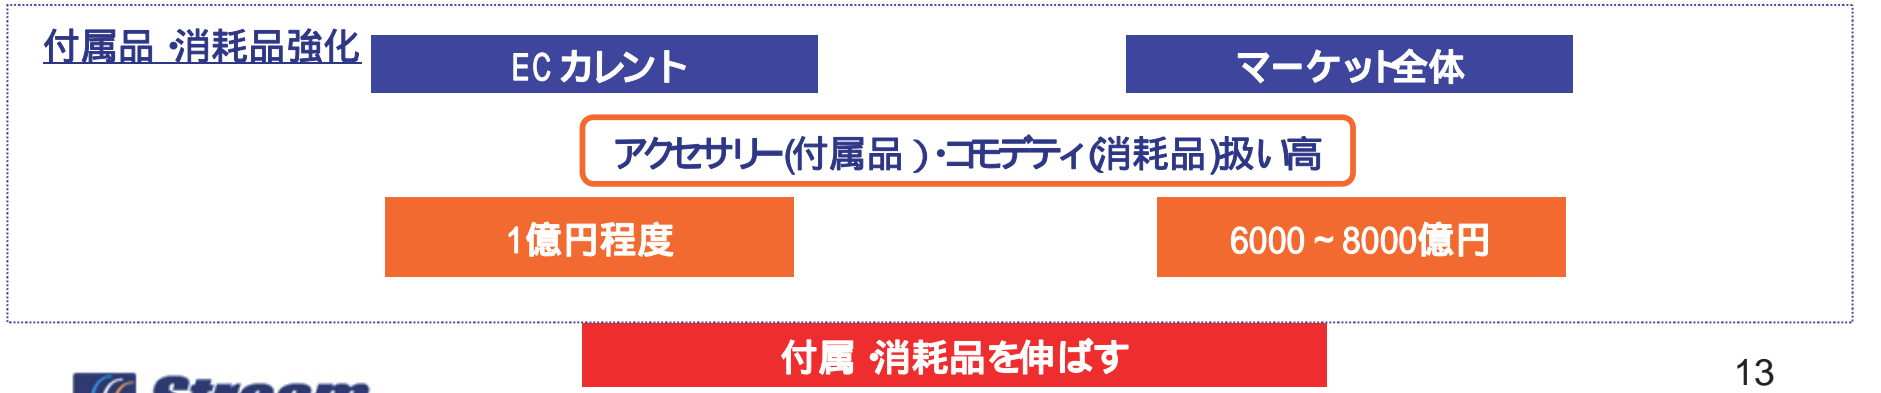 付属品・消耗品強化
ECカレント
マーケット全体
アクセサリー(付属品)・コモデティ(消耗品)扱い高
1億円程度
6000~8000億円
付属・消耗品を伸ばす
Stream
13